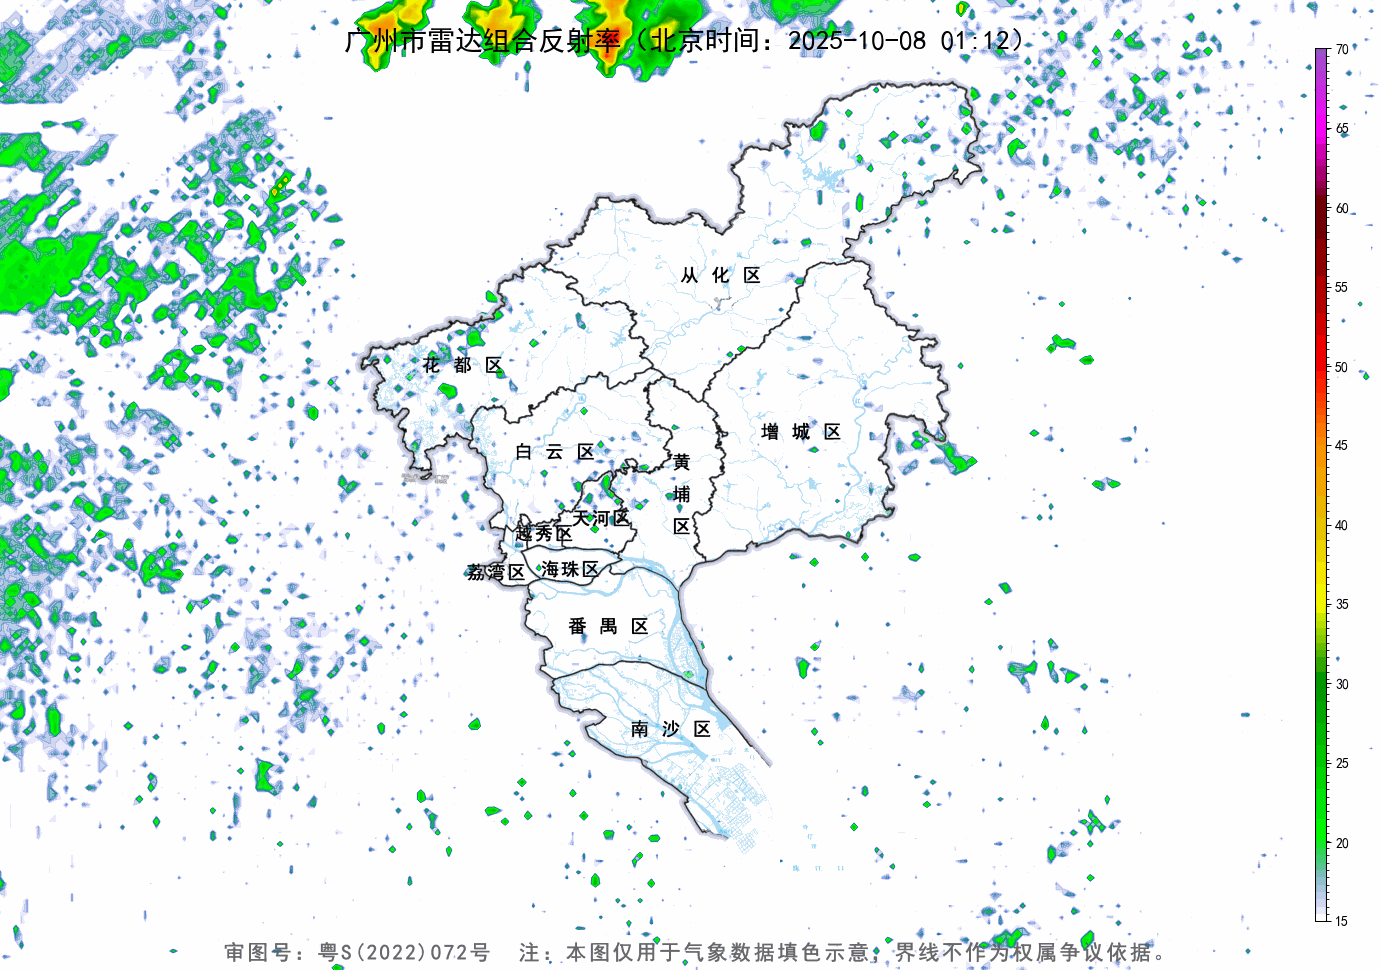 广州市雷达组合反射率（北京时间：2025-10-08 01:12）
70
65
60
55
50
45
40
35
30
25
20
15
从化区
花都区
增城区
白云区
黄埔区
天河区
越秀区
海珠区
荔湾区
番禺区
南沙区
审图号：粤S(2022)072号 注：本图仅用于气象数据填色示意，界线不作为权属争议依据。